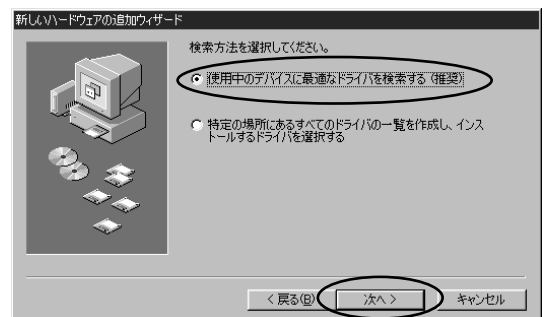 新しいハードウェアの追加ウィザード
検索方法を選択してください。
使用中のデバイスに最適なドライバを検索する (推奨)
特定の場所にあるすべてのドライバの一覧を作成し、インス
トールするドライバを選択する
< 戻る(B)
次へ >
キャンセル